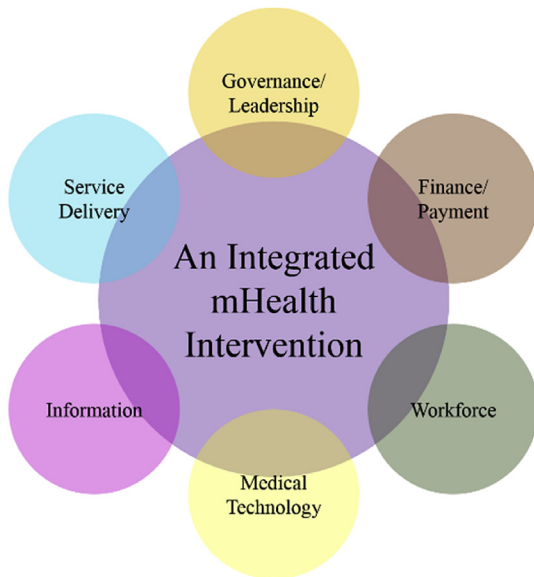 Governance/
Leadership
Service
Delivery
Finance/
Payment
An Integrated
mHealth
Intervention
Information
Workforce
Medical
Technology